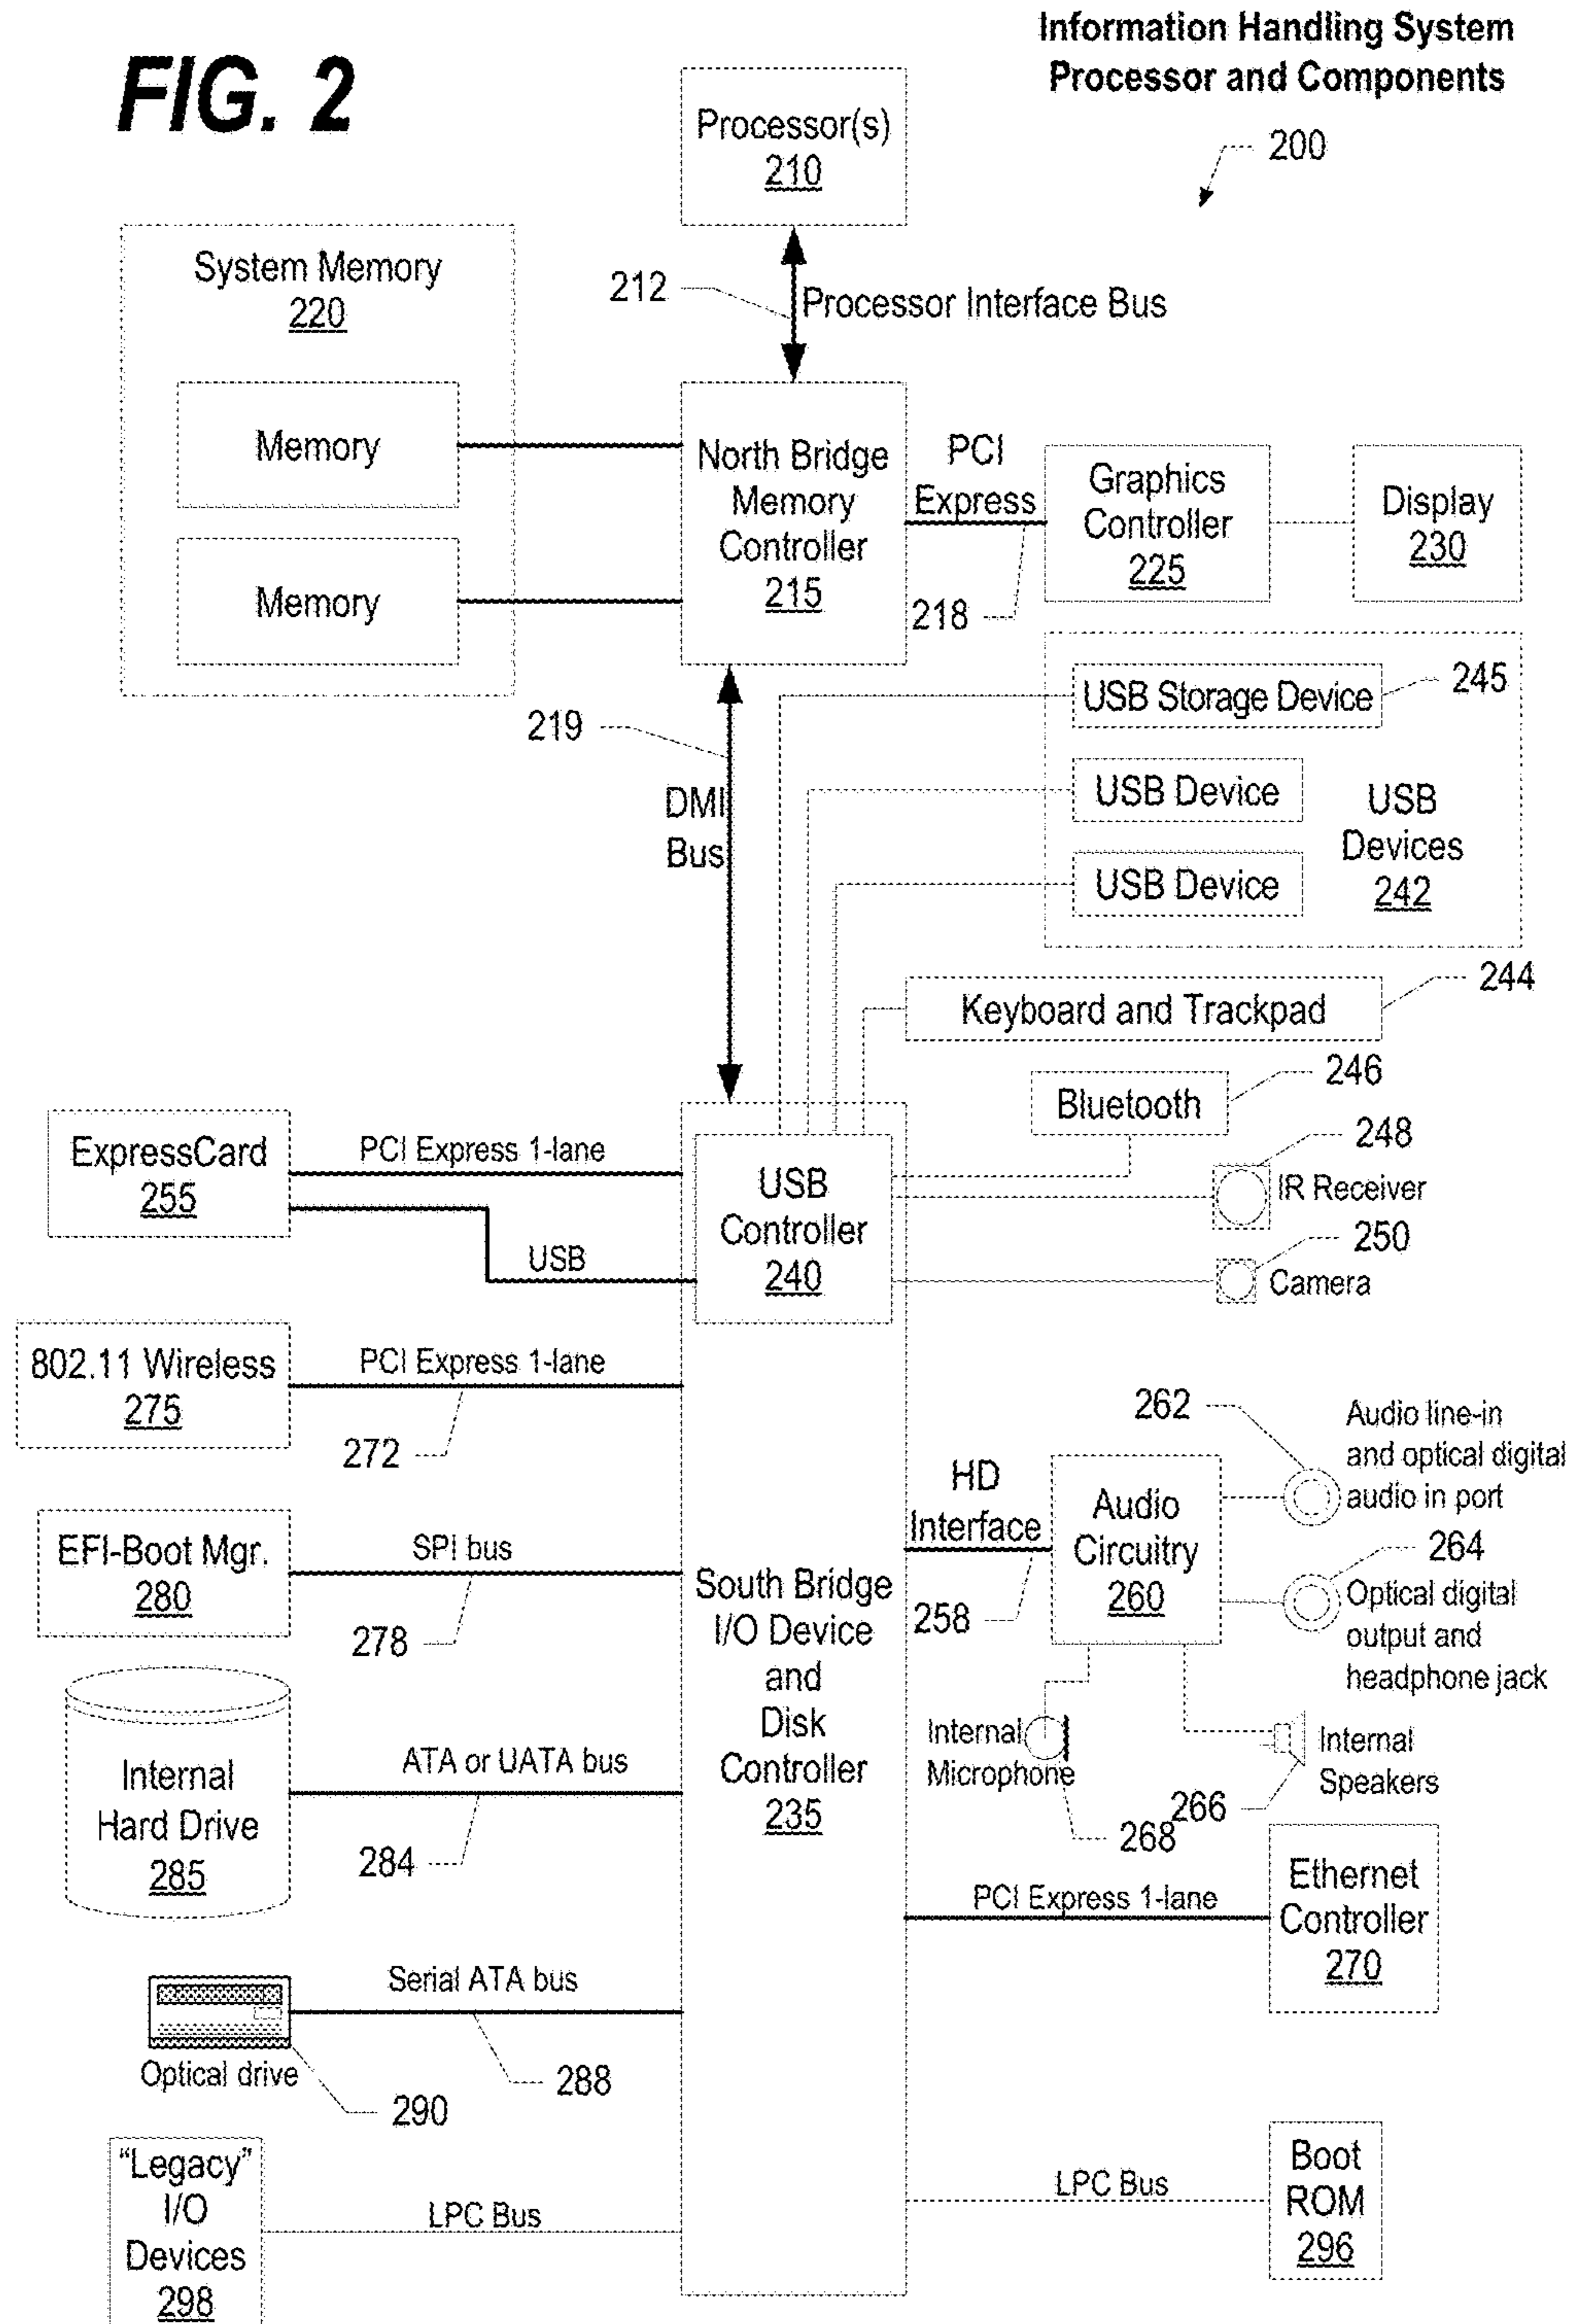 FIG. 2
Information Handling System
Processor and Components
200
Processor(s)
210
212
Processor Interface Bus
System Memory
220
Memory
Memory
North Bridge
Memory
Controller
215
PCI
Express
218
Graphics
Controller
225
Display
230
219
DMI
Bus
USB Storage Device
245
USB Device
USB Device
USB
Devices
242
Keyboard and Trackpad
244
Bluetooth
246
248
IR Receiver
250
Camera
ExpressCard
255
PCI Express 1-lane
USB
USB
Controller
240
802.11 Wireless
275
PCI Express 1-lane
272
EFI-Boot Mgr.
280
SPI bus
278
South Bridge
I/O Device
and
Disk
Controller
235
HD
Interface
258
Audio
Circuitry
260
262
Audio line-in
and optical digital
audio in port
264
Optical digital
output and
headphone jack
Internal
Microphone
268
266
Internal
Speakers
Internal
Hard Drive
285
ATA or UATA bus
284
PCI Express 1-lane
Ethernet
Controller
270
Serial ATA bus
288
Optical drive
290
"Legacy"
I/O
Devices
298
LPC Bus
LPC Bus
Boot
ROM
296